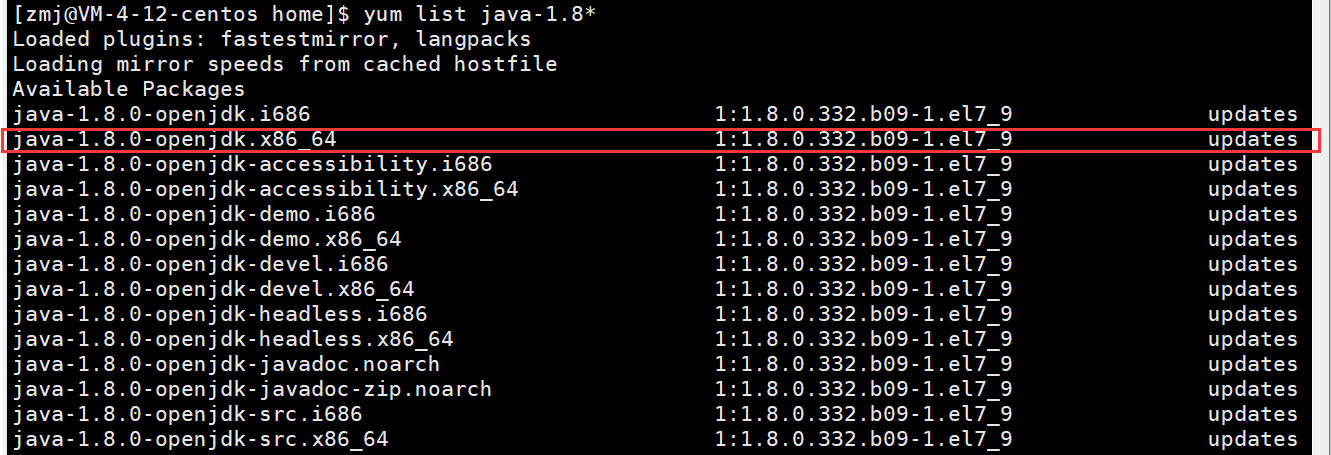 [zmj@VM-4-12-centos home]$ yum list java-1.8*
Loaded plugins: fastestmirror, langpacks
Loading mirror speeds from cached hostfile
Available Packages
java-1.8.0-openjdk.i686 1:1.8.0.332.b09-1.el7_9 updates
java-1.8.0-openjdk.x86_64 1:1.8.0.332.b09-1.el7_9 updates
java-1.8.0-openjdk-accessibility.i686 1:1.8.0.332.b09-1.el7_9 updates
java-1.8.0-openjdk-accessibility.x86_64 1:1.8.0.332.b09-1.el7_9 updates
java-1.8.0-openjdk-demo.i686 1:1.8.0.332.b09-1.el7_9 updates
java-1.8.0-openjdk-demo.x86_64 1:1.8.0.332.b09-1.el7_9 updates
java-1.8.0-openjdk-devel.i686 1:1.8.0.332.b09-1.el7_9 updates
java-1.8.0-openjdk-devel.x86_64 1:1.8.0.332.b09-1.el7_9 updates
java-1.8.0-openjdk-headless.i686 1:1.8.0.332.b09-1.el7_9 updates
java-1.8.0-openjdk-headless.x86_64 1:1.8.0.332.b09-1.el7_9 updates
java-1.8.0-openjdk-javadoc.noarch 1:1.8.0.332.b09-1.el7_9 updates
java-1.8.0-openjdk-javadoc-zip.noarch 1:1.8.0.332.b09-1.el7_9 updates
java-1.8.0-openjdk-src.i686 1:1.8.0.332.b09-1.el7_9 updates
java-1.8.0-openjdk-src.x86_64 1:1.8.0.332.b09-1.el7_9 updates